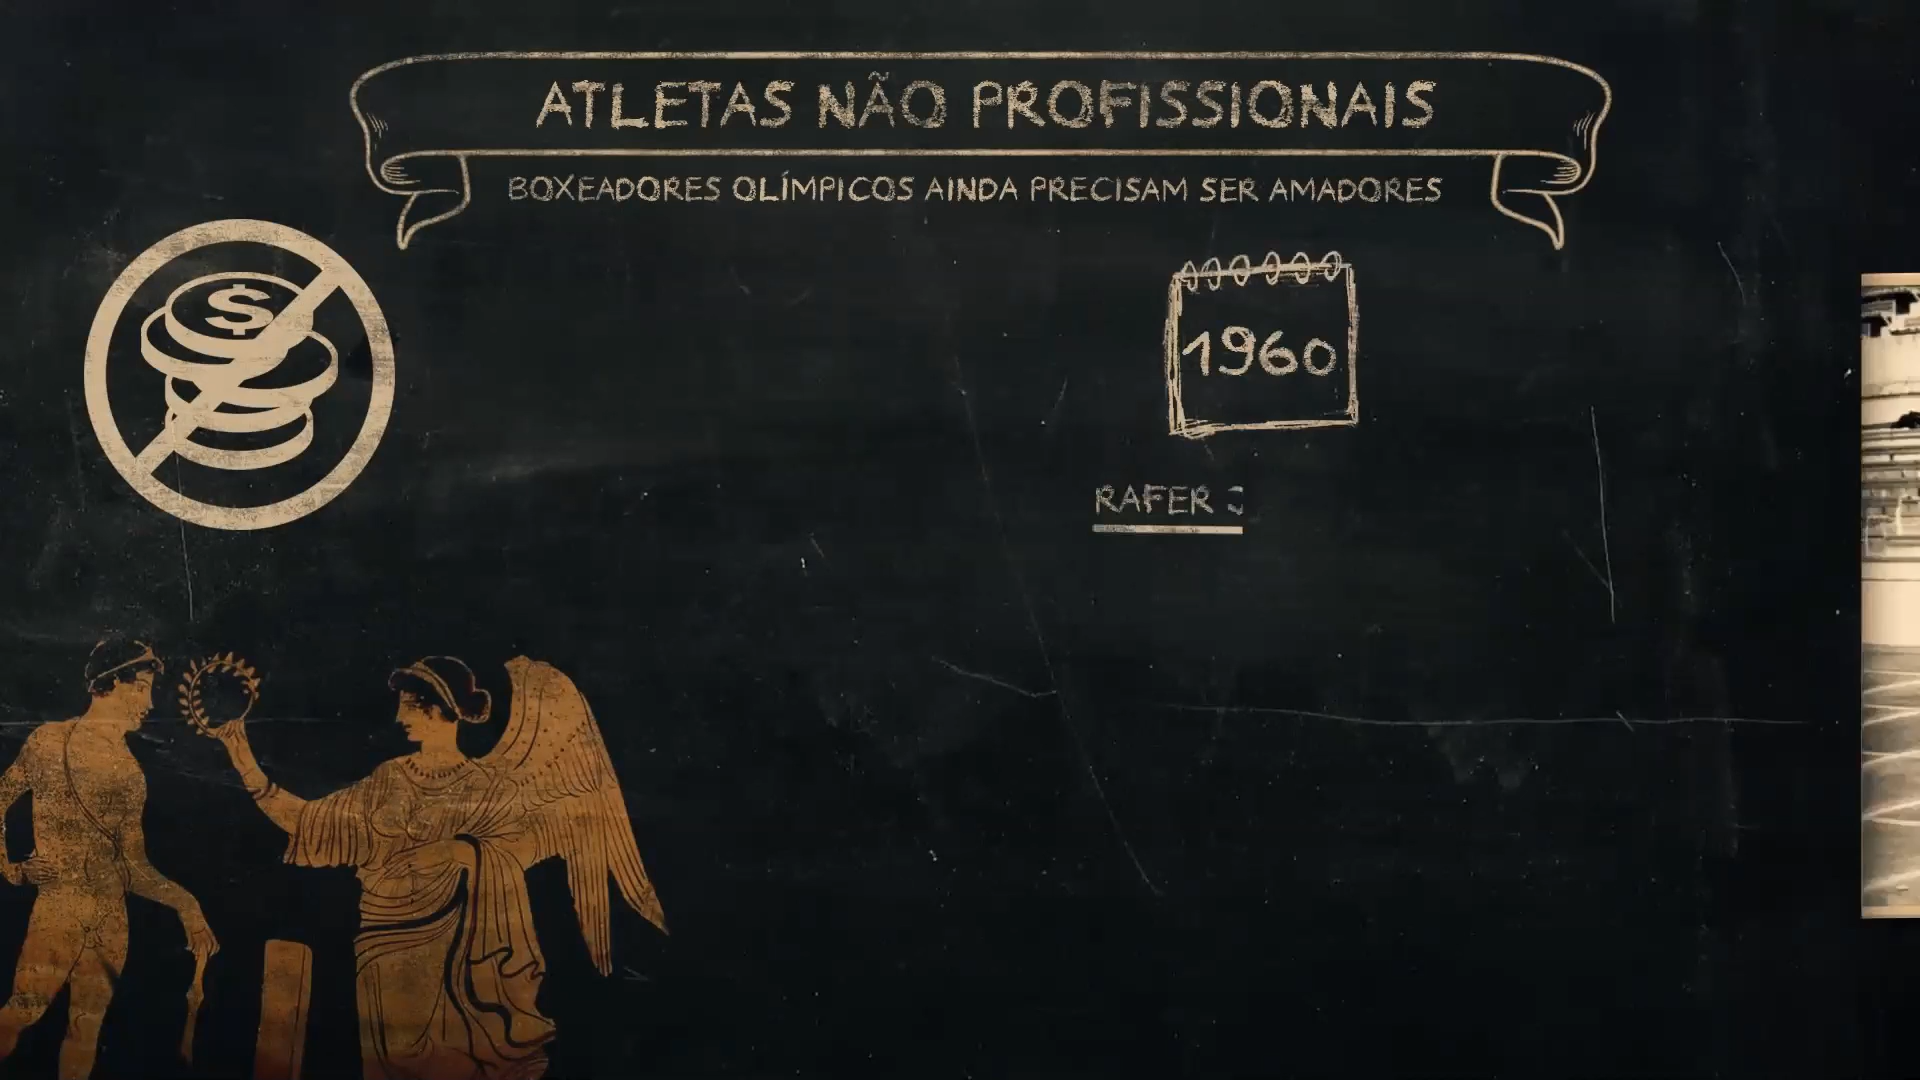 ATLETAS NÃO PROFISSIONAIS
BOXEADORES OLÍMPICOS AINDA PRECISAM SER AMADORES
$
1960
RAFER